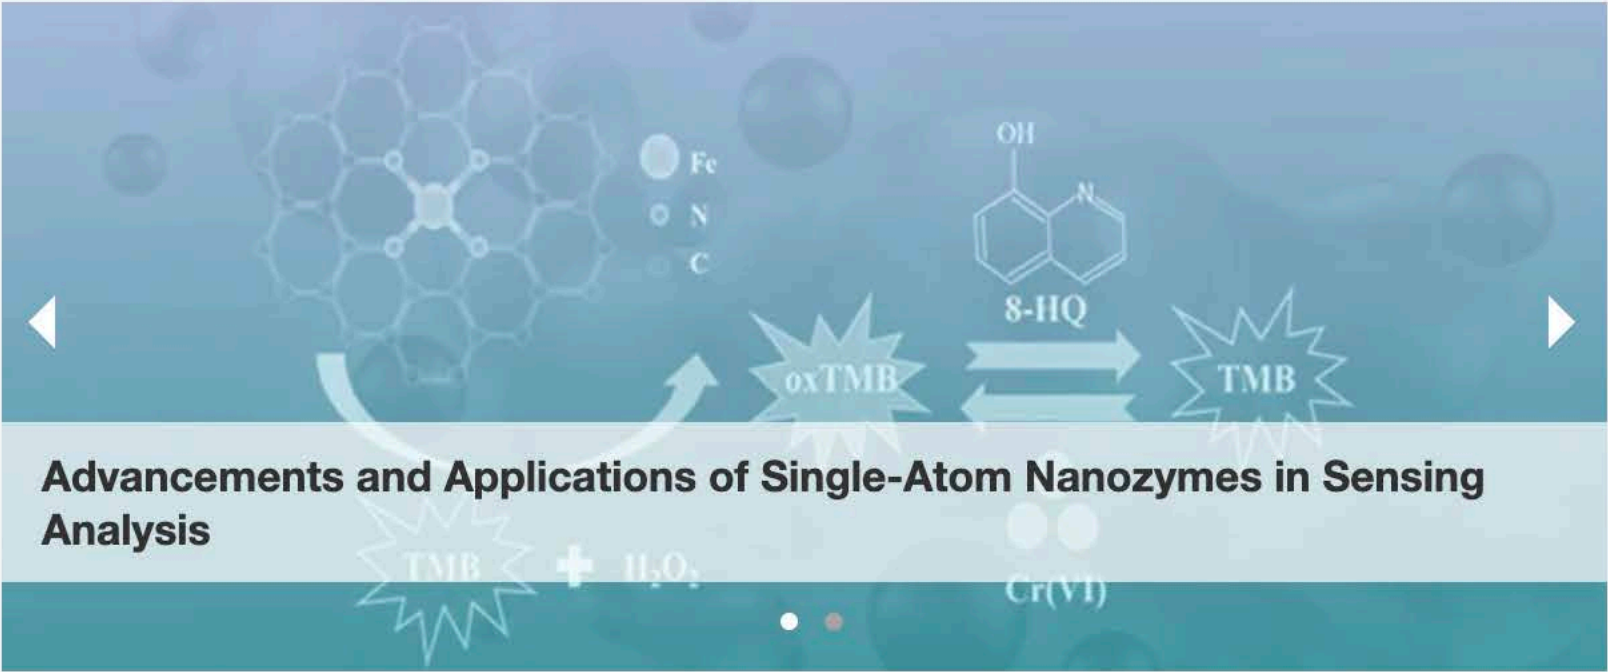 OH
Fe
N
N
C
8-HQ
oxTMB
TMB
Advancements and Applications of Single-Atom Nanozymes in Sensing
Analysis
TMB + H₂O₂
Cr(VI)